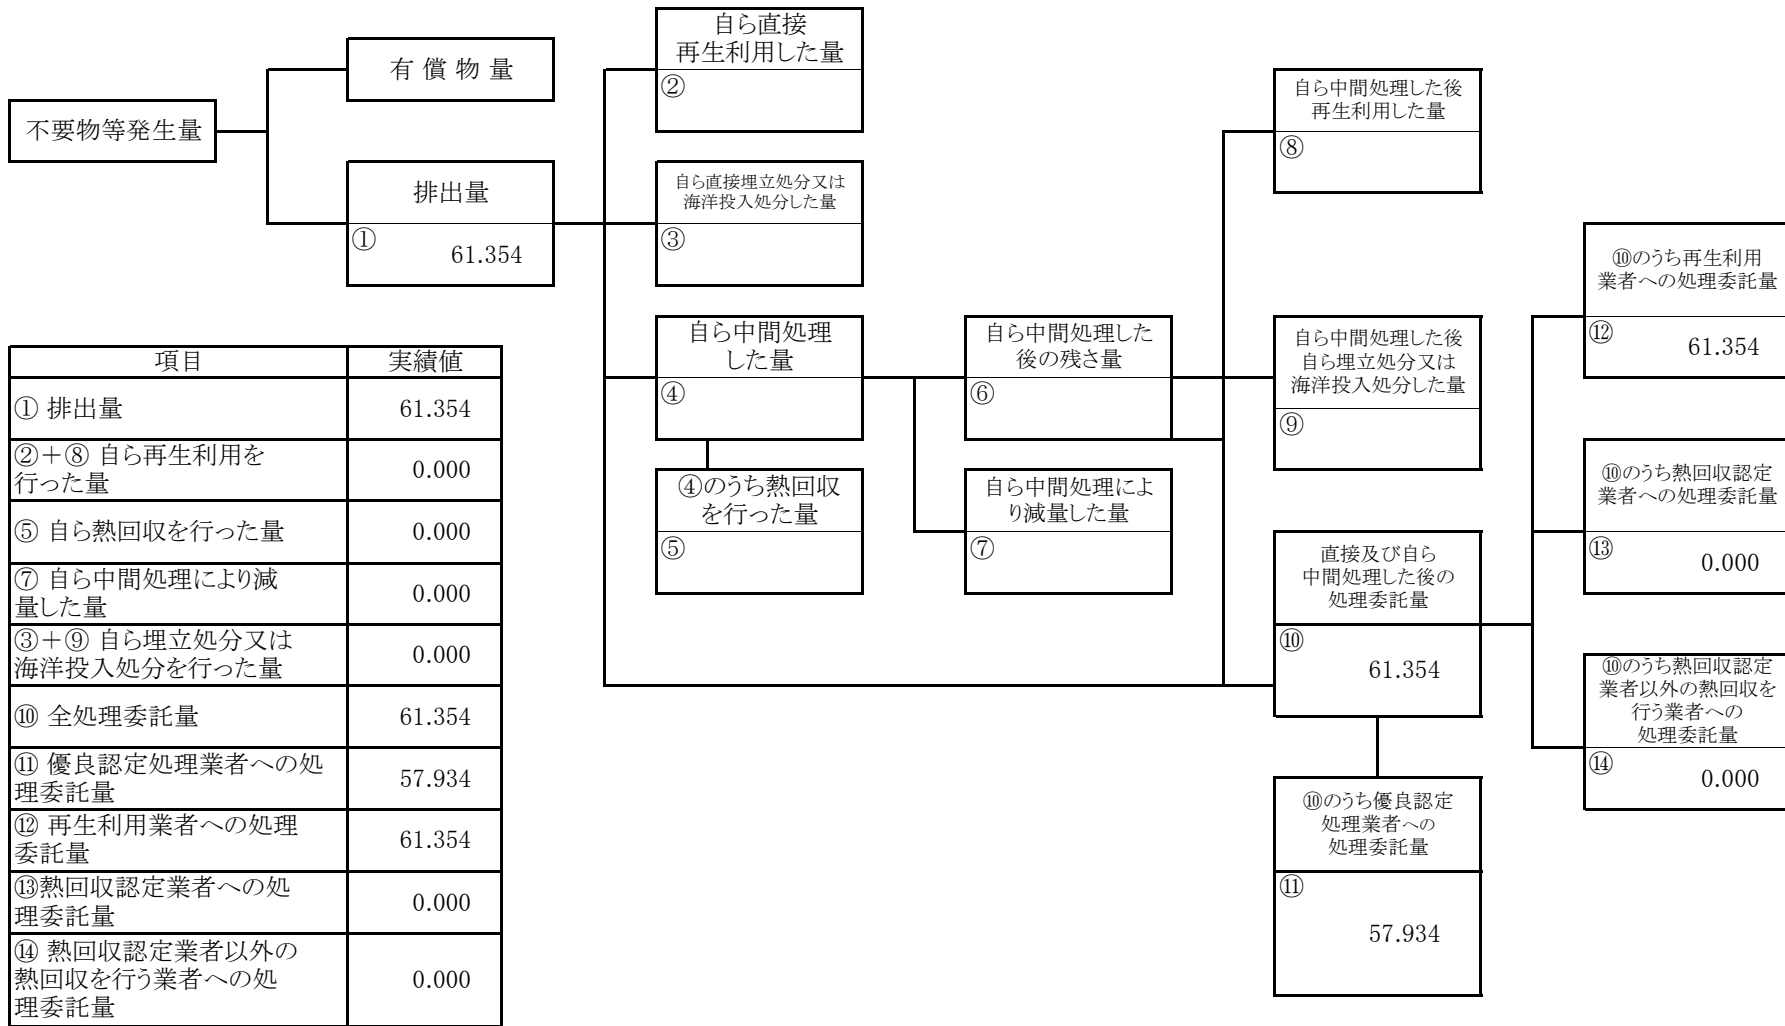 不要物等発生量
有 償 物 量
排出量
①
61.354
自ら直接
再生利用した量
②
自ら直接埋立処分又は
海洋投入処分した量
③
自ら中間処理
した量
④
④のうち熱回収
を行った量
⑤
自ら中間処理した
後の残さ量
⑥
自ら中間処理によ
り減量した量
⑦
自ら中間処理した後
再生利用した量
⑧
自ら中間処理した後
自ら埋立処分又は
海洋投入処分した量
⑨
直接及び自ら
中間処理した後の
処理委託量
⑩
61.354
⑩のうち優良認定
処理業者への
処理委託量
⑪
57.934
⑩のうち再生利用
業者への処理委託量
⑫
61.354
⑩のうち熱回収認定
業者への処理委託量
⑬
0.000
⑩のうち熱回収認定
業者以外の熱回収を
行う業者への
処理委託量
⑭
0.000
項目 実績値
① 排出量 61.354
②＋⑧ 自ら再生利用を
行った量 0.000
⑤ 自ら熱回収を行った量 0.000
⑦ 自ら中間処理により減
量した量 0.000
③＋⑨ 自ら埋立処分又は
海洋投入処分を行った量 0.000
⑩ 全処理委託量 61.354
⑪ 優良認定処理業者への処
理委託量 57.934
⑫ 再生利用業者への処理
委託量 61.354
⑬熱回収認定業者への処
理委託量 0.000
⑭ 熱回収認定業者以外の
熱回収を行う業者への処
理委託量 0.000